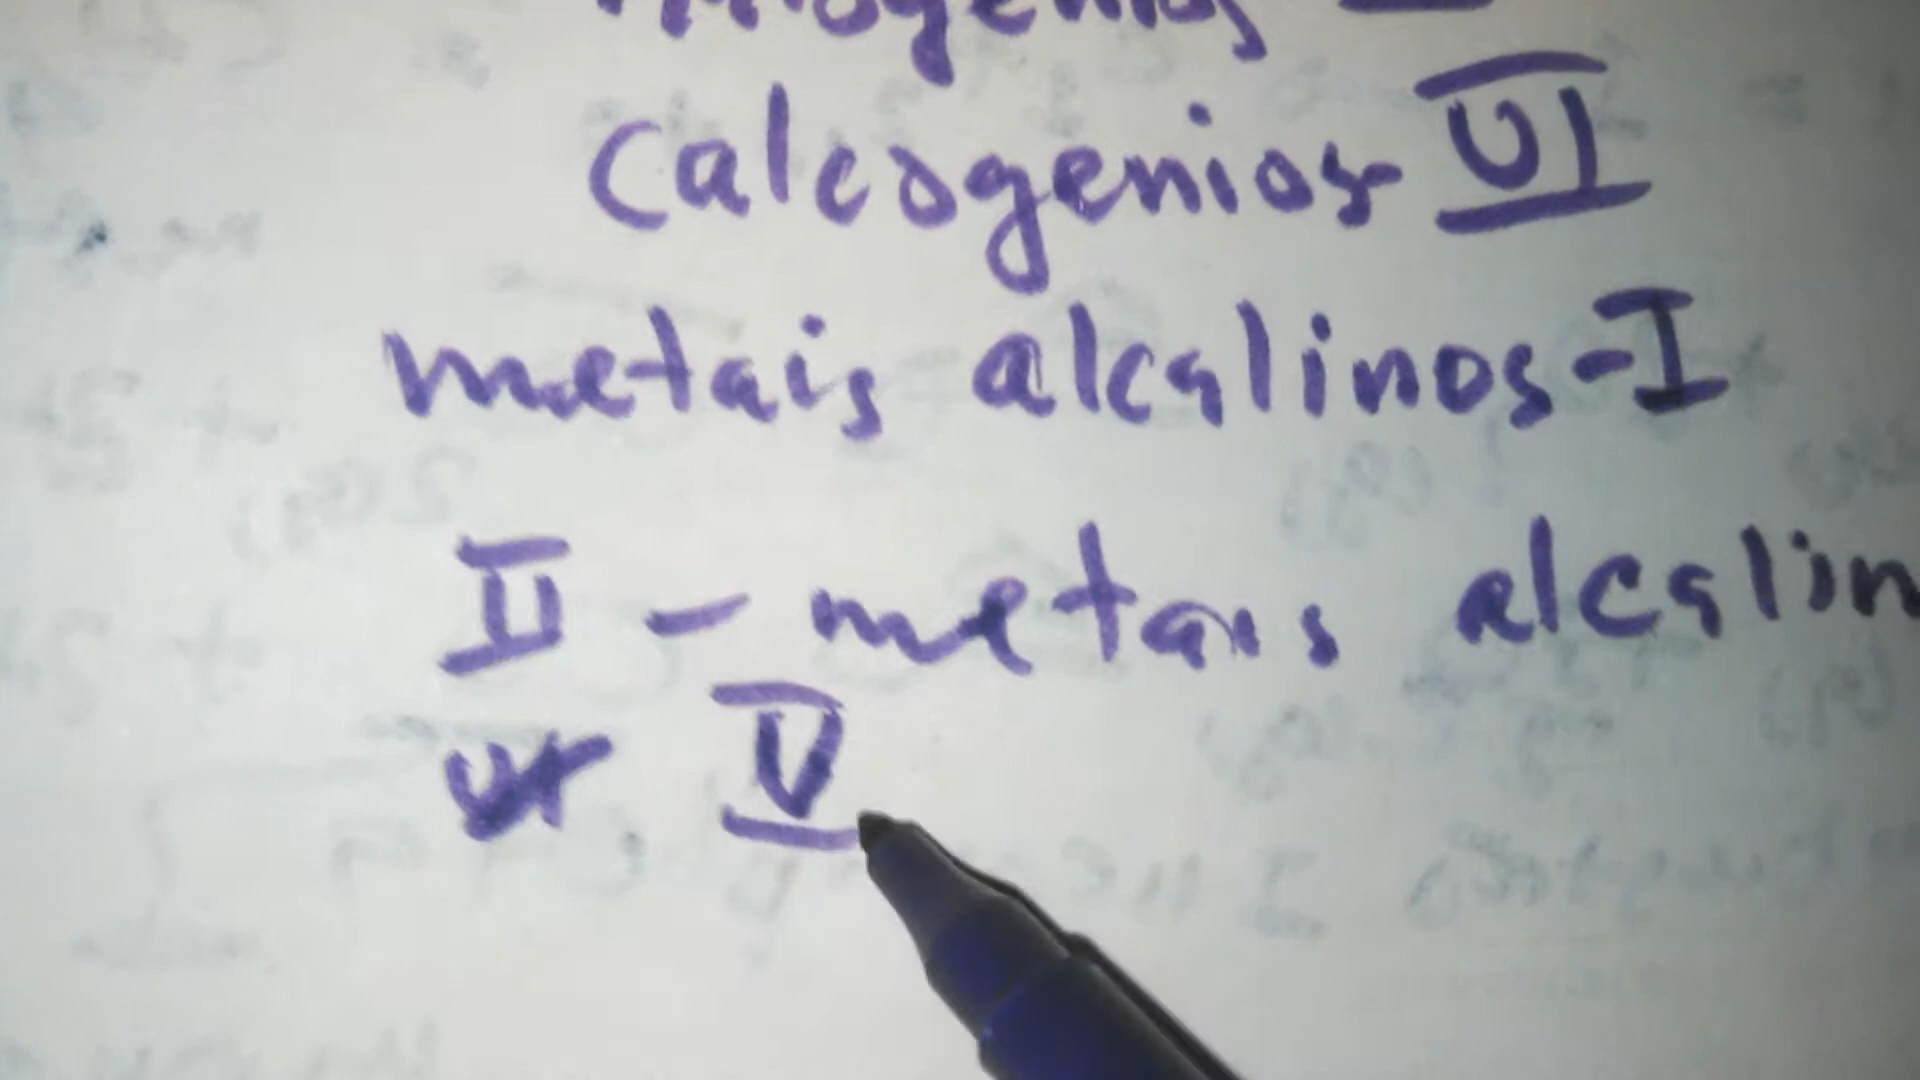 calcogenios - VI
metais alcalinos - I
II - metais alcalin
V